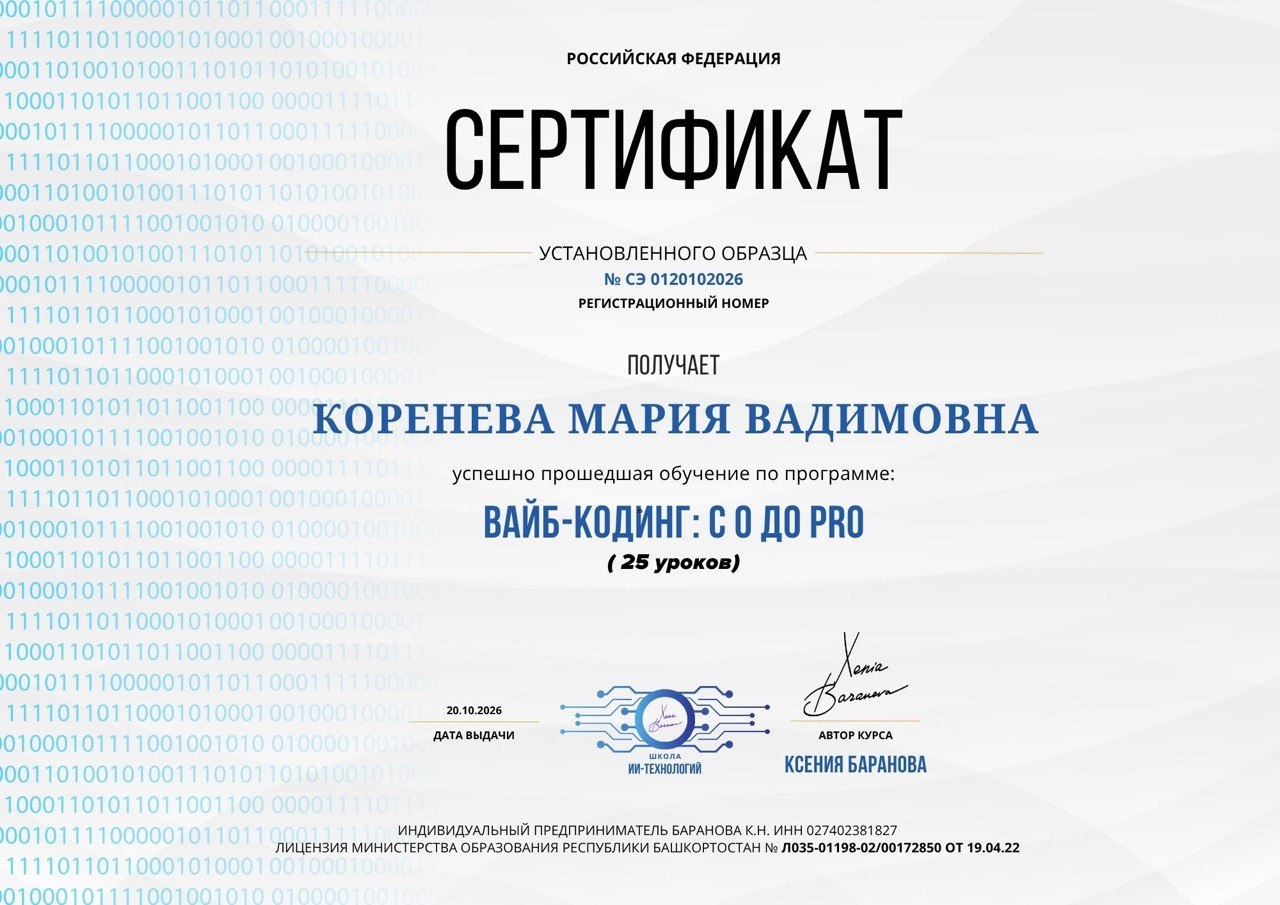 РОССИЙСКАЯ ФЕДЕРАЦИЯ
СЕРТИФИКАТ
УСТАНОВЛЕННОГО ОБРАЗЦА
№ СЭ 0120102026
РЕГИСТРАЦИОННЫЙ НОМЕР
ПОЛУЧАЕТ
КОРЕНЕВА МАРИЯ ВАДИМОВНА
успешно прошедшая обучение по программе:
ВАЙБ-КОДИНГ: С 0 ДО PRO
( 25 уроков)
Xenia
Baranova
20.10.2026
ДАТА ВЫДАЧИ
ШКОЛА
ИИ-ТЕХНОЛОГИЙ
АВТОР КУРСА
КСЕНИЯ БАРАНОВА
ИНДИВИДУАЛЬНЫЙ ПРЕДПРИНИМАТЕЛЬ БАРАНОВА К.Н. ИНН 027402381827
ЛИЦЕНЗИЯ МИНИСТЕРСТВА ОБРАЗОВАНИЯ РЕСПУБЛИКИ БАШКОРТОСТАН № Л035-01198-02/00172850 ОТ 19.04.22